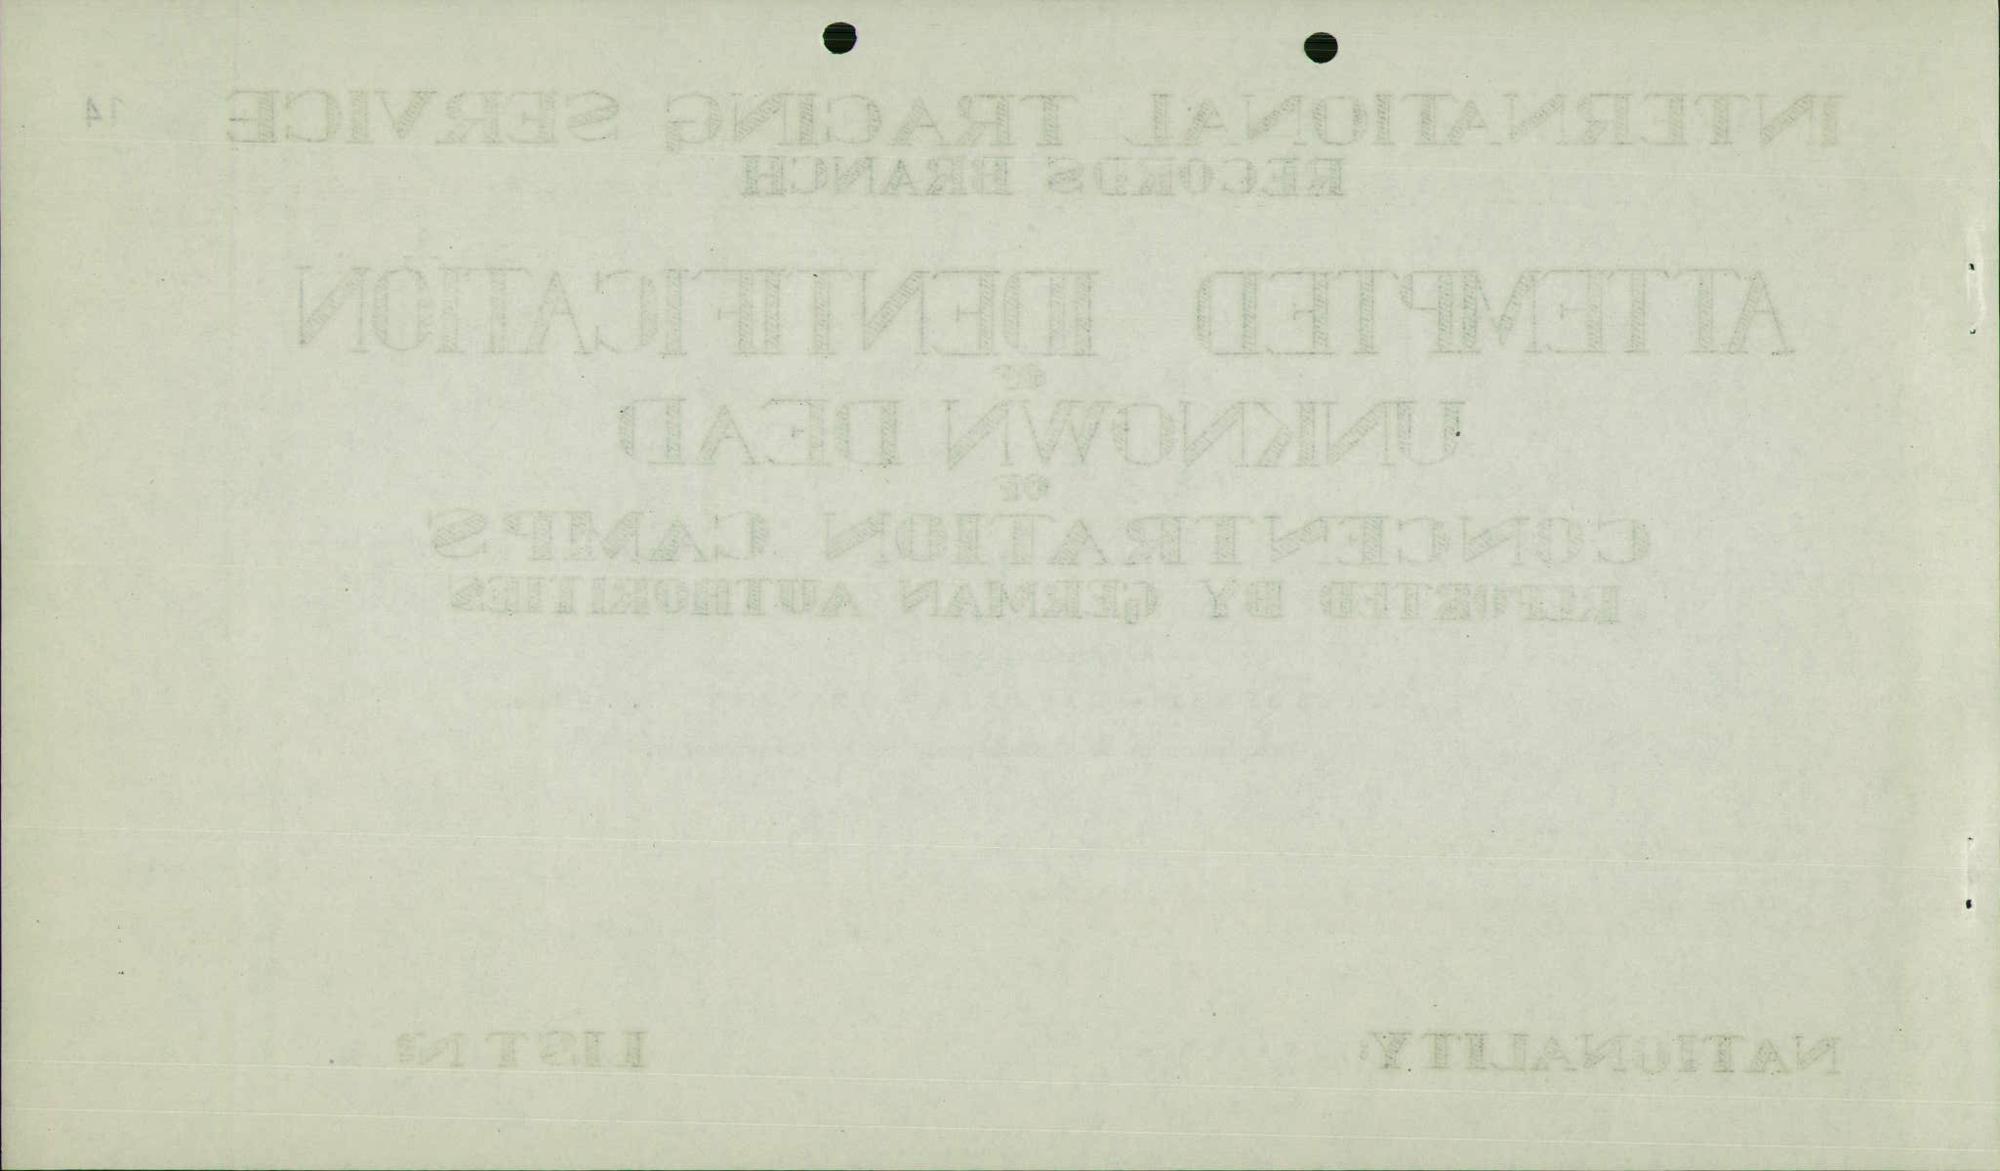 14
INTERNATIONAL TRACING SERVICE
RECORDS BRANCH
ATTEMPTED IDENTIFICATION
OF
UNKNOWN DEAD
OF
CONCENTRATION CAMPS
REPORTED BY GERMAN AUTHORITIES
NATIONALITY: LIST Nº